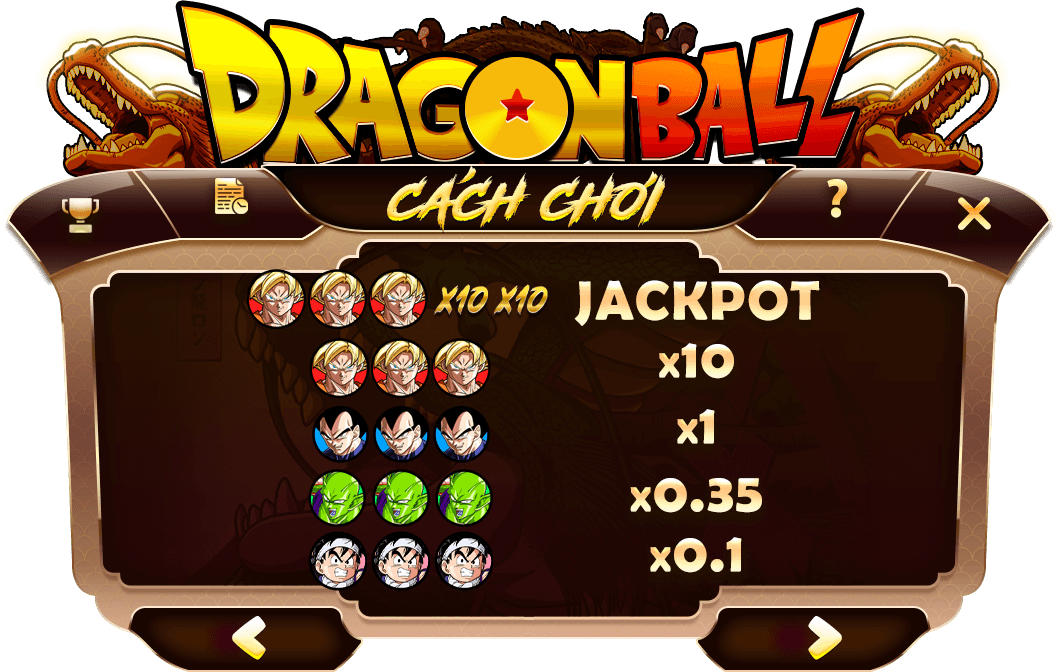 DRAGONBALL
CÁCH CHƠI
?
X10 X10 JACKPOT
x10
x1
x0.35
x0.1